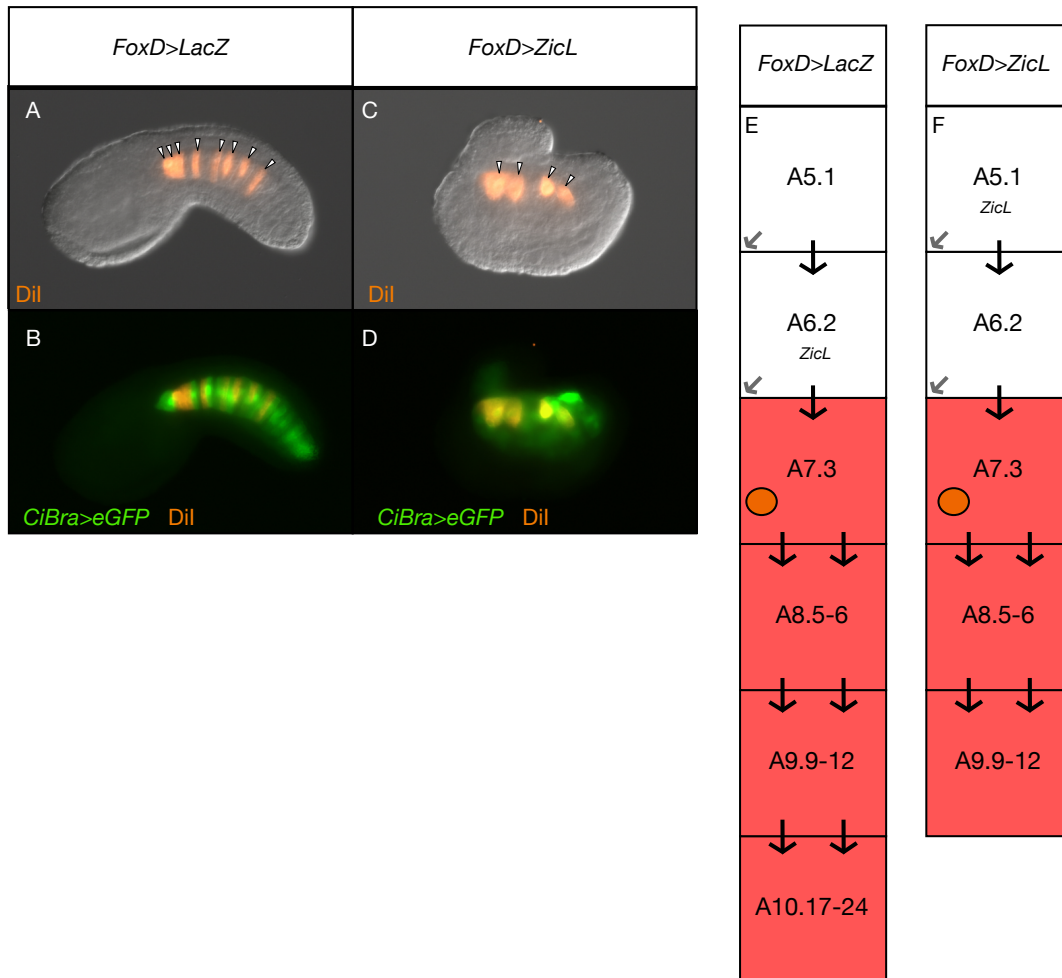 FoxD>LacZ
FoxD>ZicL
A
DiI
C
DiI
B
CiBra>eGFP DiI
D
CiBra>eGFP DiI
FoxD>LacZ
E
A5.1
A6.2
ZicL
A7.3
A8.5-6
A9.9-12
A10.17-24
FoxD>ZicL
F
A5.1
ZicL
A6.2
A7.3
A8.5-6
A9.9-12